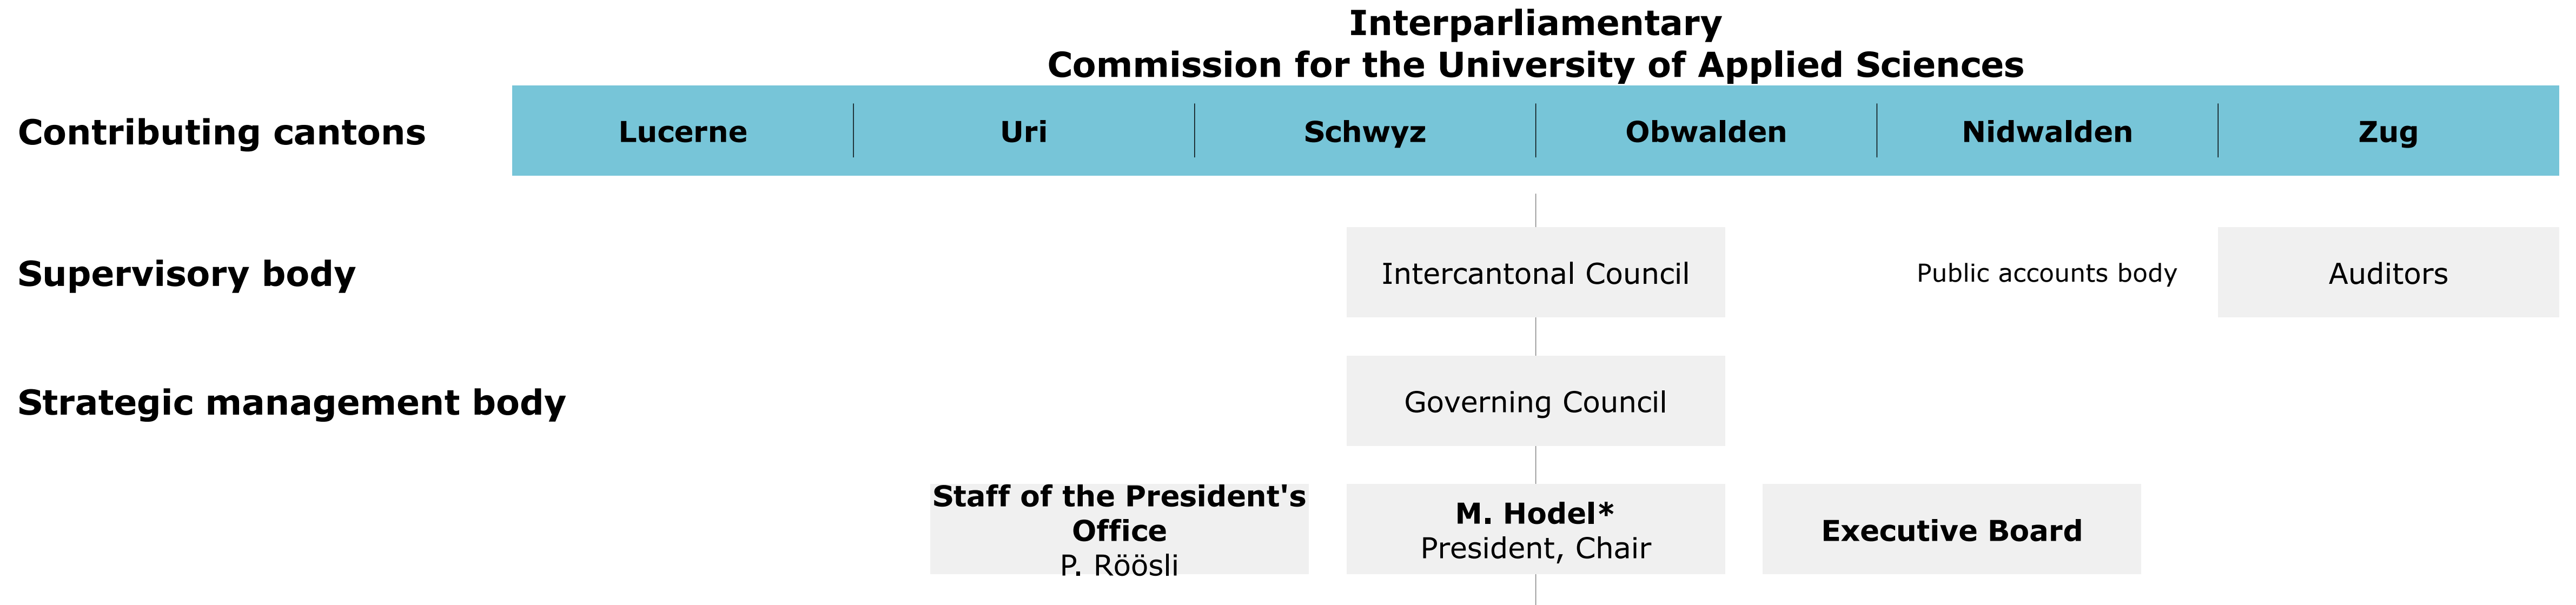 Interparliamentary
Commission for the University of Applied Sciences
Contributing cantons
Lucerne
Uri
Schwyz
Obwalden
Nidwalden
Zug
Supervisory body
Intercantonal Council
Public accounts body
Auditors
Strategic management body
Governing Council
Staff of the President's
Office
P. Röösli
M. Hodel*
President, Chair
Executive Board